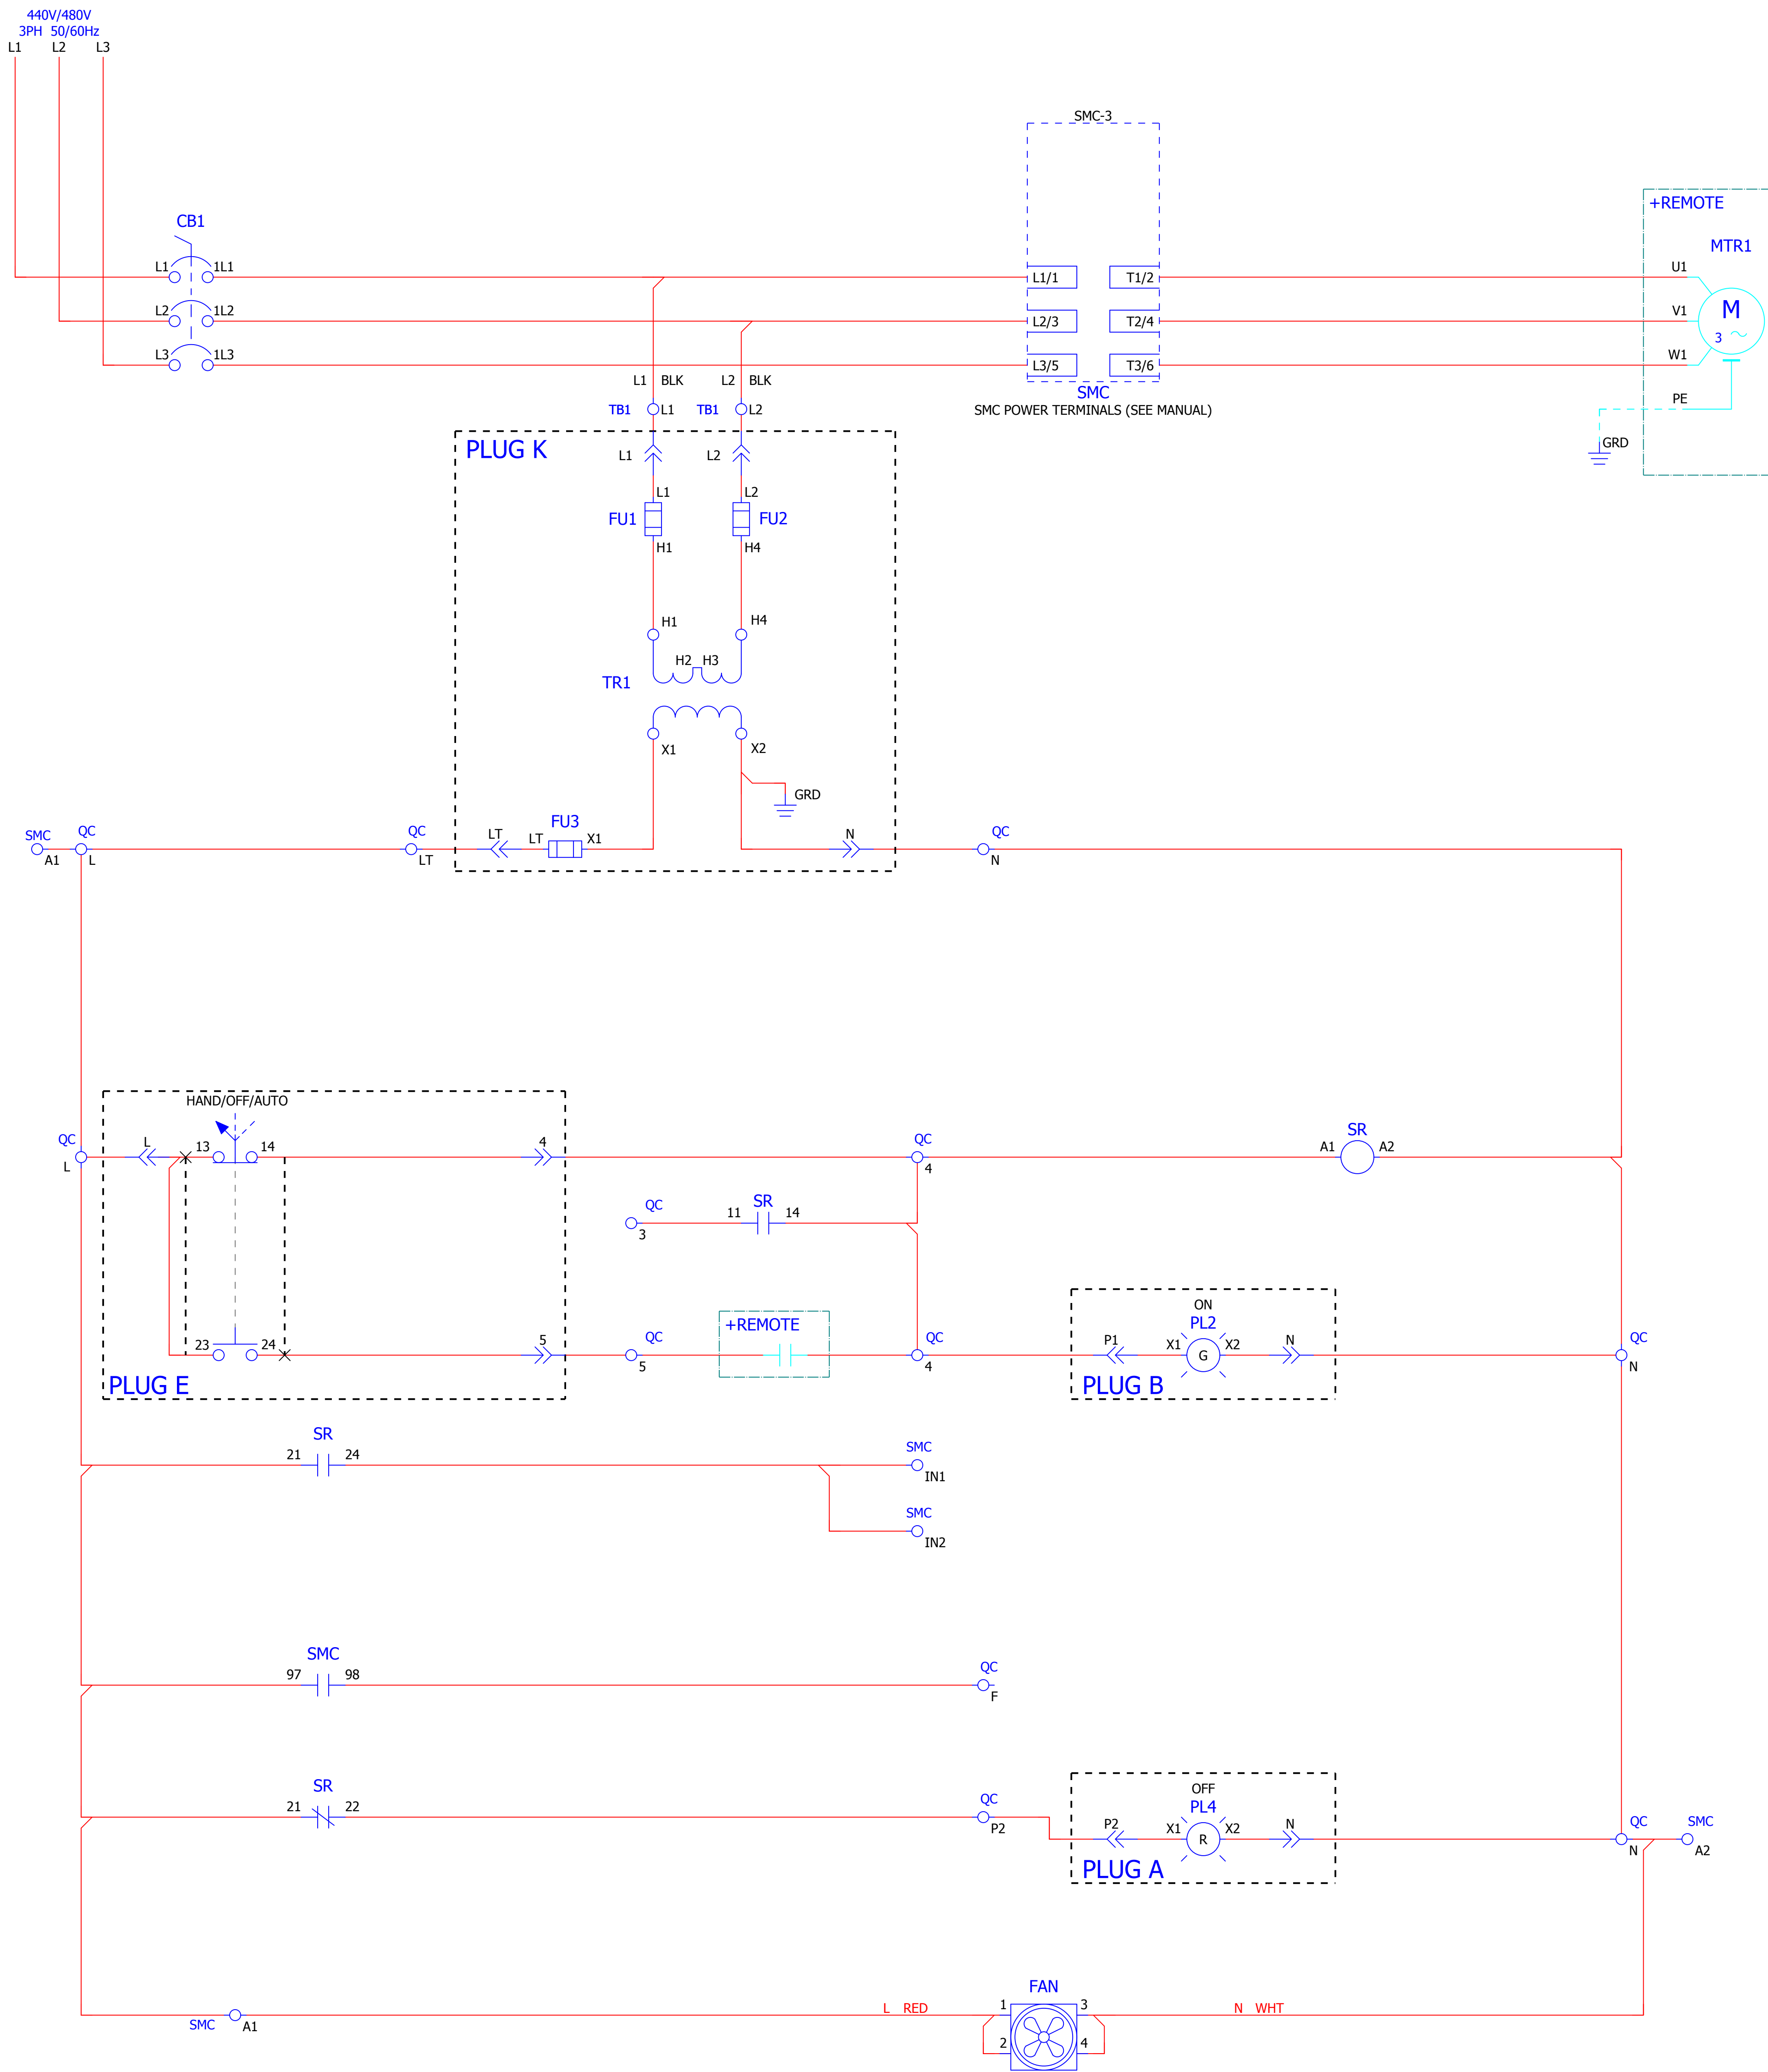 440V/480V
3PH 50/60Hz
L1 L2 L3
SMC-3
+REMOTE
CB1
MTR1
L1 1L1 L1/1 T1/2 U1
L2 1L2 L2/3 T2/4 V1
M
3
L3 1L3 L3/5 T3/6 W1
L1 BLK L2 BLK
SMC
TB1 L1 TB1 L2
SMC POWER TERMINALS (SEE MANUAL)
PE
GRD
PLUG K
L1 L2
L1 L2
FU1 FU2
H1 H4
H1 H4
H2 H3
TR1
X1 X2
GRD
SMC QC QC FU3 QC
LT LT X1 N
A1 L LT N
HAND/OFF/AUTO
QC L 13 14 4 QC SR
A1 A2
L 4
QC SR
11 14
3
ON
+REMOTE PL2
23 24 5 QC QC P1 X1 X2 N QC
G
5 4 N
PLUG E PLUG B
SR
21 24 SMC
IN1
SMC
IN2
SMC
97 98 QC
F
SR OFF
21 22 QC PL4
P2 P2 X1 X2 N QC SMC
R
N A2
PLUG A
FAN
L RED 1 3 N WHT
SMC A1
2 4